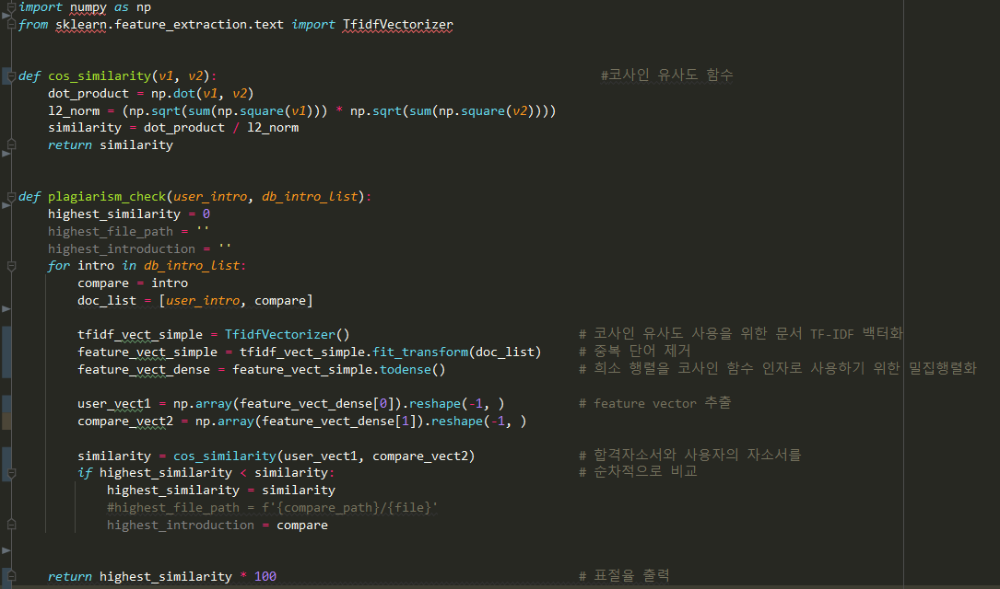 import numpy as np
from sklearn.feature_extraction.text import TfidfVectorizer
def cos_similarity(v1, v2): #코사인 유사도 함수
dot_product = np.dot(v1, v2)
l2_norm = (np.sqrt(sum(np.square(v1))) * np.sqrt(sum(np.square(v2))))
similarity = dot_product / l2_norm
return similarity
def plagiarism_check(user_intro, db_intro_list):
highest_similarity = 0
highest_file_path = ''
highest_introduction = ''
for intro in db_intro_list:
compare = intro
doc_list = [user_intro, compare]
tfidf_vect_simple = TfidfVectorizer() # 코사인 유사도 사용을 위한 문서 TF-IDF 백터화
feature_vect_simple = tfidf_vect_simple.fit_transform(doc_list) # 중복 단어 제거
feature_vect_dense = feature_vect_simple.todense() # 희소 행렬을 코사인 함수 인자로 사용하기 위한 밀집행렬화
user_vect1 = np.array(feature_vect_dense[0]).reshape(-1, ) # feature vector 추출
compare_vect2 = np.array(feature_vect_dense[1]).reshape(-1, )
similarity = cos_similarity(user_vect1, compare_vect2) # 합격자소서와 사용자의 자소서를
if highest_similarity < similarity: # 순차적으로 비교
highest_similarity = similarity
#highest_file_path = f'{compare_path}/{file}'
highest_introduction = compare
return highest_similarity * 100 # 표절율 출력